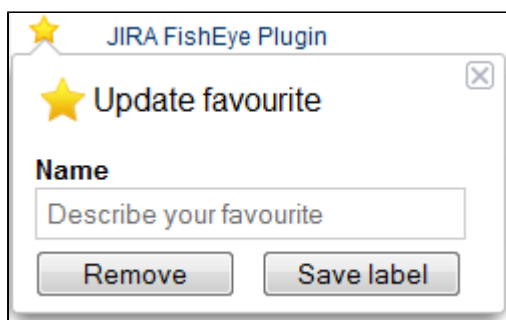 JIRA FishEye Plugin
Update favourite
Name
Describe your favourite
Remove Save label